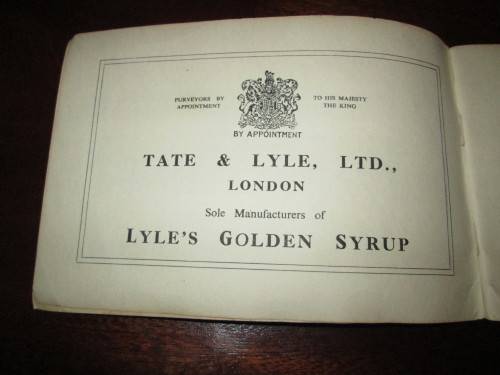 PURVEYORS BY
APPOINTMENT
TO HIS MAJESTY
THE KING
BY APPOINTMENT
TATE & LYLE, LTD.,
LONDON
Sole Manufacturers of
LYLE'S GOLDEN SYRUP